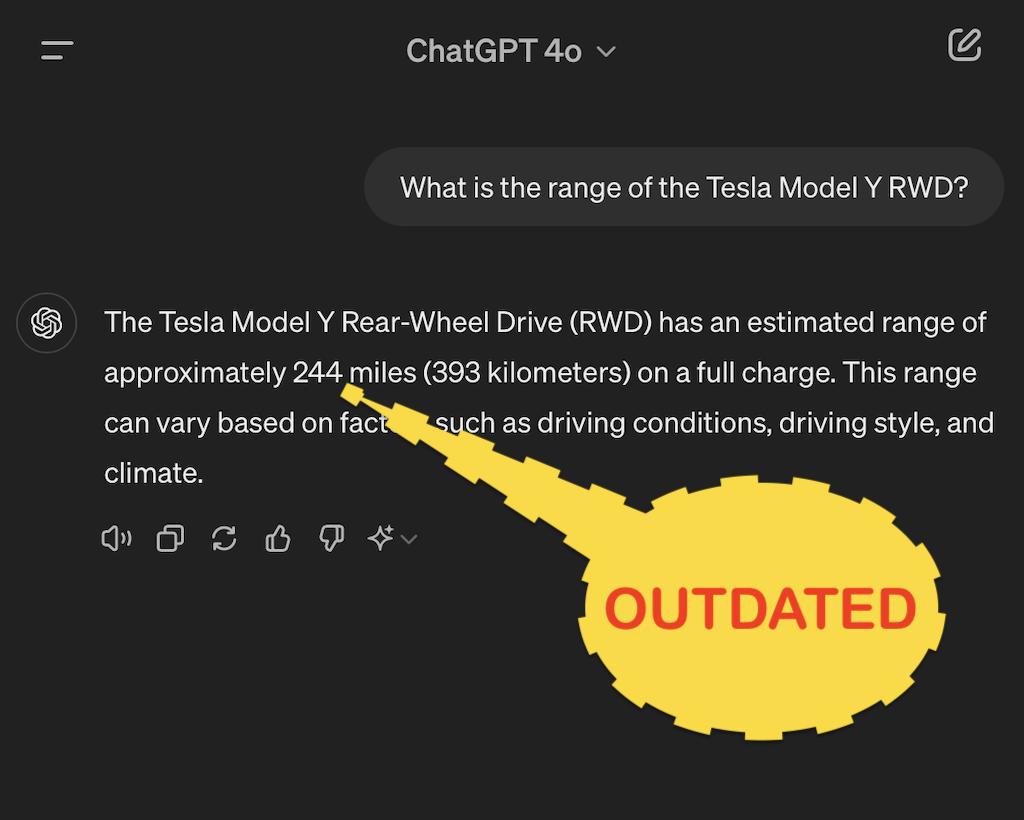 ChatGPT 4o
What is the range of the Tesla Model Y RWD?
The Tesla Model Y Rear-Wheel Drive (RWD) has an estimated range of
approximately 244 miles (393 kilometers) on a full charge. This range
can vary based on fact such as driving conditions, driving style, and
climate.
OUTDATED